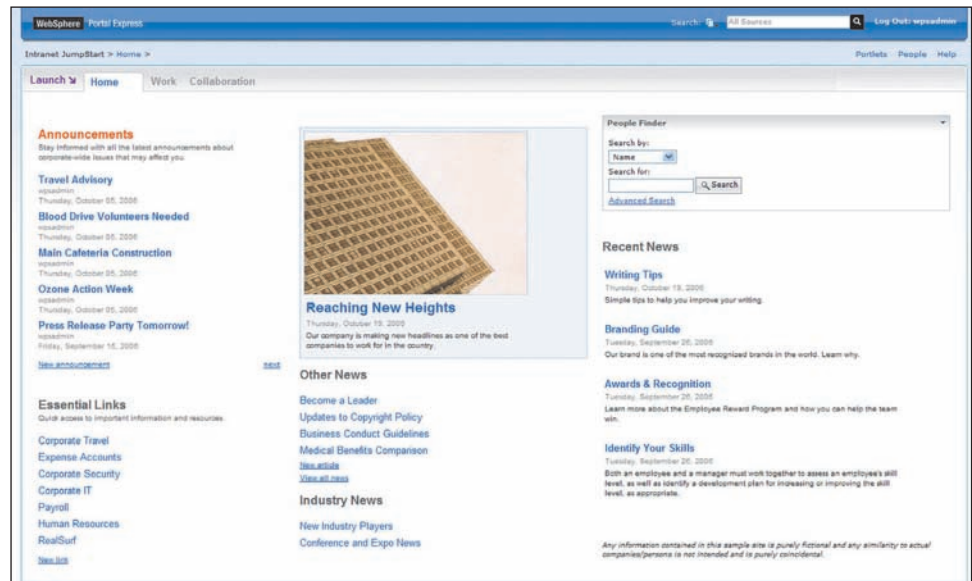 WebSphere Portal Express
Search:
All Sources
Log Out: wpsadmin
Intranet JumpStart > Home >
Portlets People Help
Launch
Home
Work
Collaboration
Announcements
Stay informed with all the latest announcements about
corporate-wide issues that may affect you.
Travel Advisory
wpsadmin
Thursday, October 05, 2006
Blood Drive Volunteers Needed
wpsadmin
Thursday, October 05, 2006
Main Cafeteria Construction
wpsadmin
Thursday, October 05, 2006
Ozone Action Week
wpsadmin
Thursday, October 05, 2006
Press Release Party Tomorrow!
wpsadmin
Friday, September 15, 2006
New announcement
next
Essential Links
Quick access to important information and resources.
Corporate Travel
Expense Accounts
Corporate Security
Corporate IT
Payroll
Human Resources
RealSurf
New link
Reaching New Heights
Thursday, October 19, 2006
Our company is making new headlines as one of the best
companies to work for in the country.
Other News
Become a Leader
Updates to Copyright Policy
Business Conduct Guidelines
Medical Benefits Comparison
New article
View all news
Industry News
New Industry Players
Conference and Expo News
People Finder
Search by:
Name
Search for:
Search
Advanced Search
Recent News
Writing Tips
Thursday, October 19, 2006
Simple tips to help you improve your writing.
Branding Guide
Tuesday, September 26, 2006
Our brand is one of the most recognized brands in the world. Learn why.
Awards & Recognition
Tuesday, September 26, 2006
Learn more about the Employee Reward Program and how you can help the team
win.
Identify Your Skills
Tuesday, September 26, 2006
Both an employee and a manager must work together to assess an employee's skill
level, as well as identify a development plan for increasing or improving the skill
level, as appropriate.
Any information contained in this sample site is purely fictional and any similarity to actual
companies/persons is not intended and is purely coincidental.